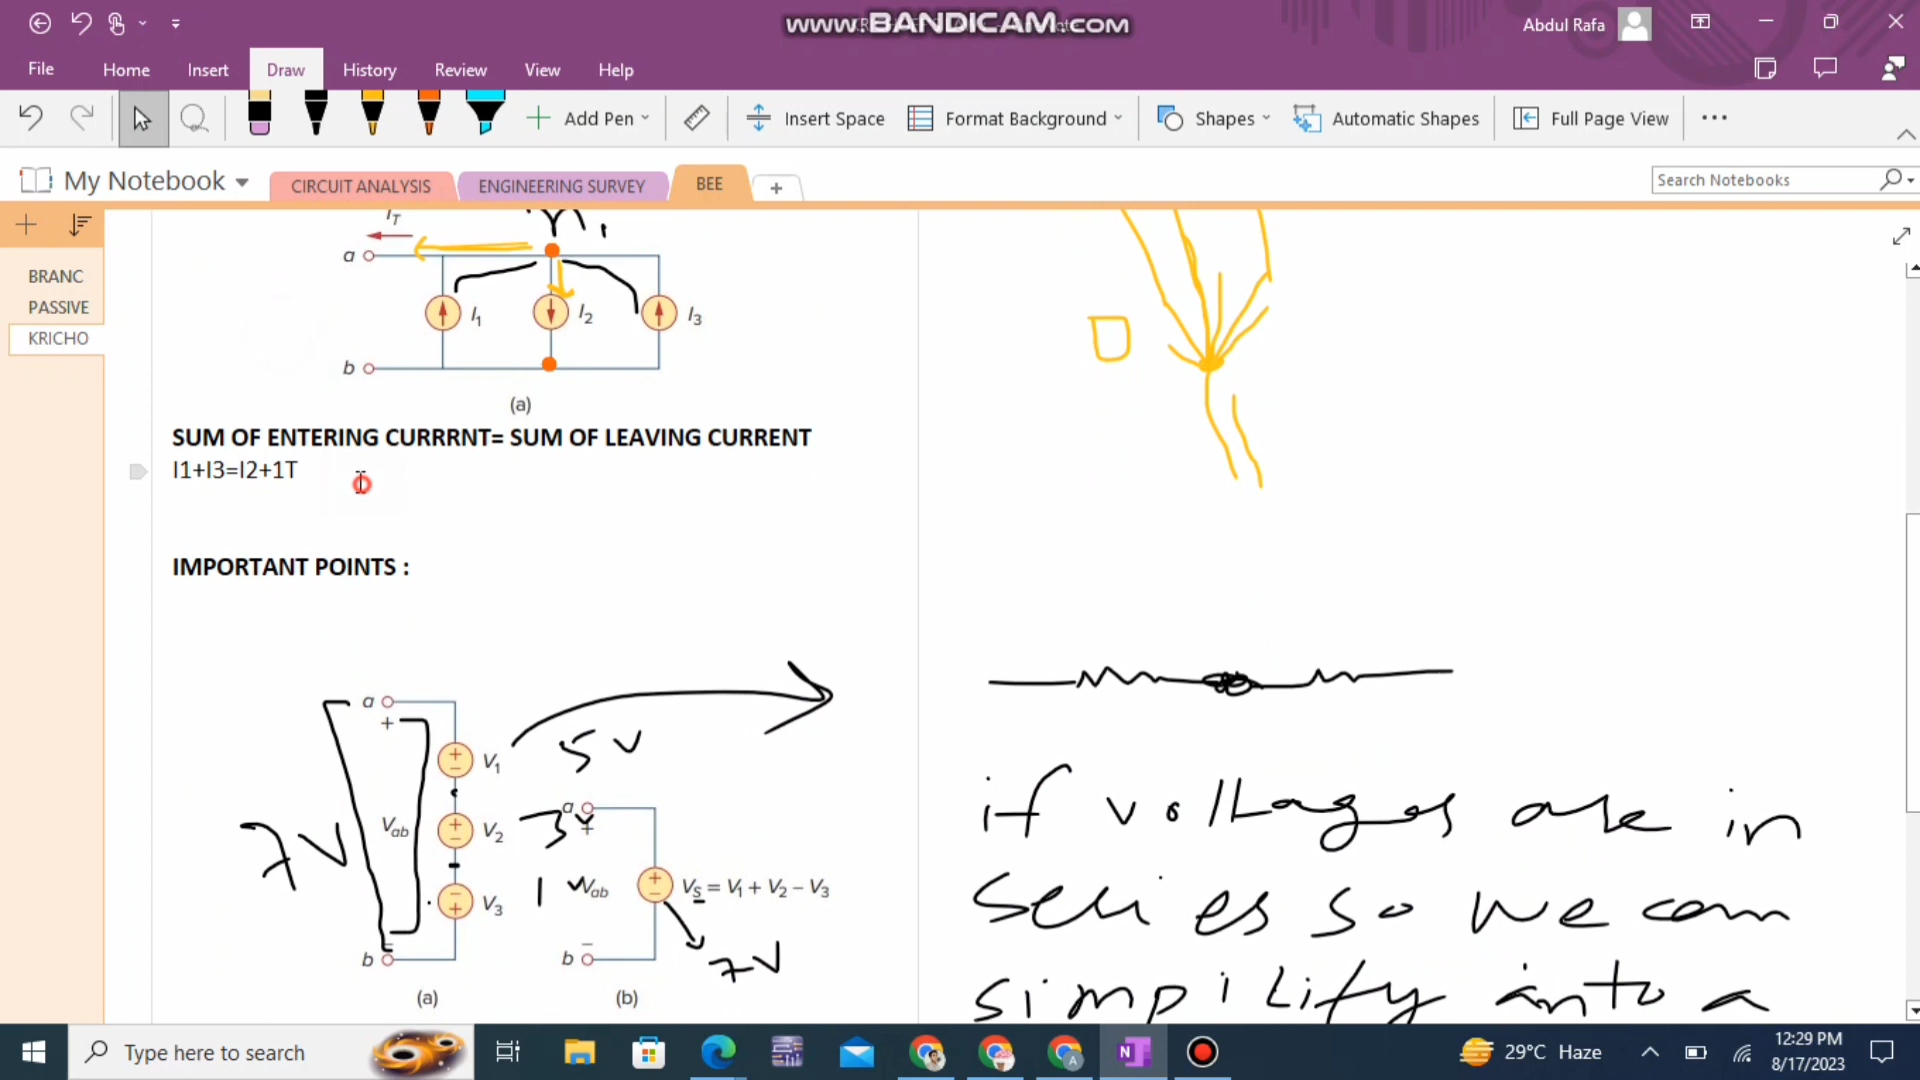 www.BANDICAM.com
Abdul Rafa
File Home Insert Draw History Review View Help
Add Pen Insert Space Format Background Shapes Automatic Shapes Full Page View
My Notebook CIRCUIT ANALYSIS ENGINEERING SURVEY BEE + Search Notebooks
BRANC
PASSIVE
KRICHO
IT
a
I1 I2 I3
b
(a)
SUM OF ENTERING CURRRNT= SUM OF LEAVING CURRENT
I1+I3=I2+1T
IMPORTANT POINTS :
a
+
V1 5 V
7V Vab V2 3V
a
+
1 V Vab
V3
Vs = V1 + V2 − V3
7V
b
b
(a) (b)
if voltages are in
series so we can
simplify into a
Type here to search
29°C Haze
12:29 PM
8/17/2023